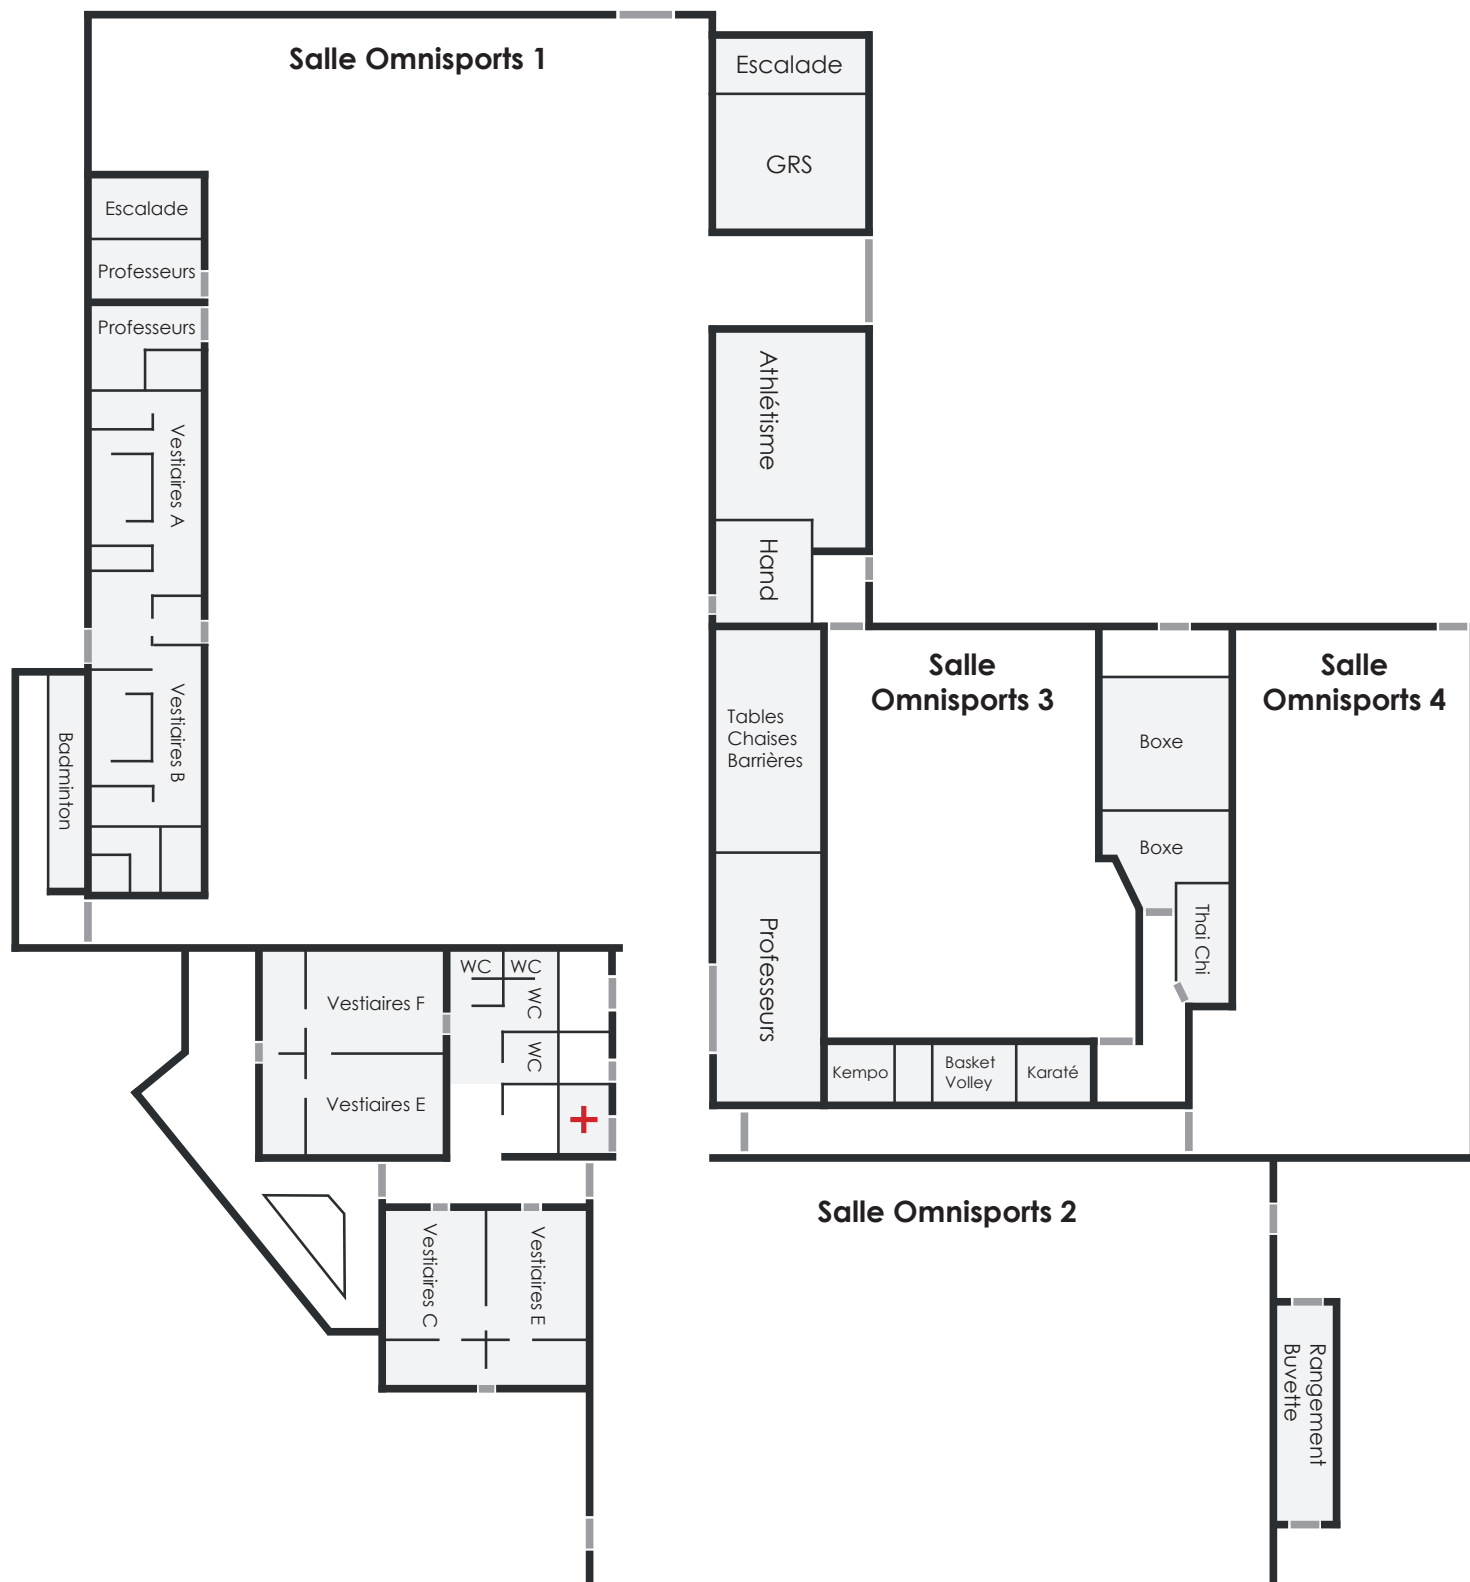 Salle Omnisports 1
Escalade
GRS
Escalade
Professeurs
Professeurs
Vestiaires A
Vestiaires B
Badminton
Athlétisme
Hand
Tables
Chaises
Barrières
Professeurs
Salle
Omnisports 3
Salle
Omnisports 4
Boxe
Boxe
Thai Chi
Kempo
Basket
Volley
Karaté
WC
WC
WC
WC
Vestiaires F
Vestiaires E
Vestiaires C
Vestiaires E
Salle Omnisports 2
Rangement
Buvette